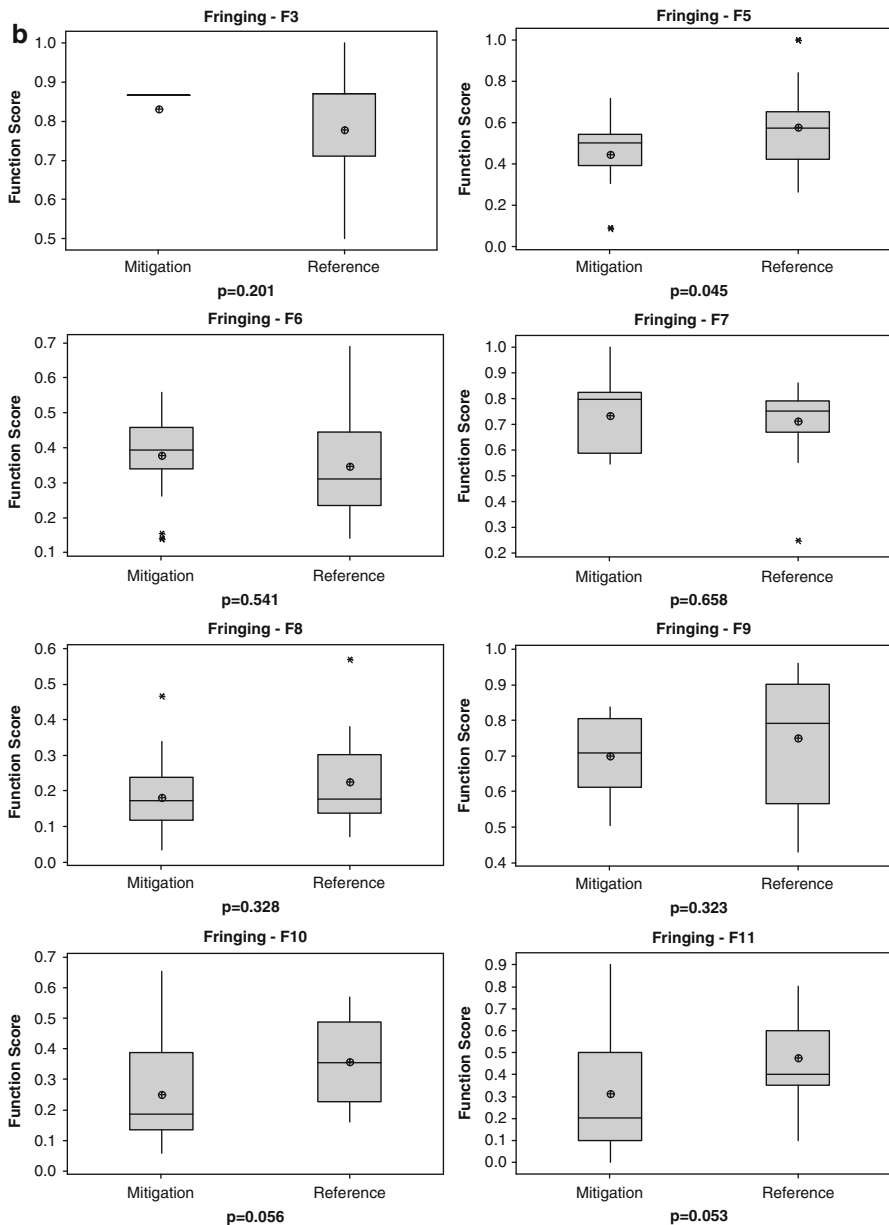 b
Fringing - F3
Function Score
1.0
0.9
0.8
0.7
0.6
0.5
Mitigation
Reference
p=0.201
Fringing - F5
Function Score
1.0
0.8
0.6
0.4
0.2
0.0
Mitigation
Reference
p=0.045
Fringing - F6
Function Score
0.7
0.6
0.5
0.4
0.3
0.2
0.1
Mitigation
Reference
p=0.541
Fringing - F7
Function Score
1.0
0.9
0.8
0.7
0.6
0.5
0.4
0.3
0.2
Mitigation
Reference
p=0.658
Fringing - F8
Function Score
0.6
0.5
0.4
0.3
0.2
0.1
0.0
Mitigation
Reference
p=0.328
Fringing - F9
Function Score
1.0
0.9
0.8
0.7
0.6
0.5
0.4
Mitigation
Reference
p=0.323
Fringing - F10
Function Score
0.7
0.6
0.5
0.4
0.3
0.2
0.1
0.0
Mitigation
Reference
p=0.056
Fringing - F11
Function Score
0.9
0.8
0.7
0.6
0.5
0.4
0.3
0.2
0.1
0.0
Mitigation
Reference
p=0.053